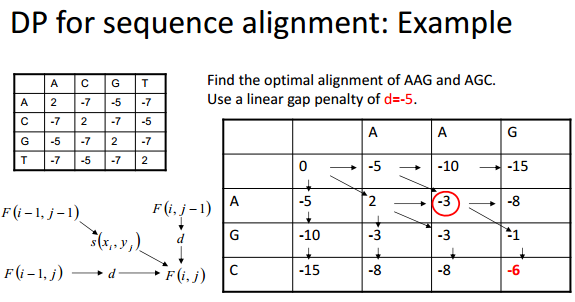 DP for sequence alignment: Example
A C G T
A 2 -7 -5 -7
C -7 2 -7 -5
G -5 -7 2 -7
T -7 -5 -7 2
Find the optimal alignment of AAG and AGC.
Use a linear gap penalty of d=-5.
A A G
0 -5 -10 -15
A -5 2 -3 -8
G -10 -3 -3 -1
C -15 -8 -8 -6
F(i-1, j-1) F(i, j-1)
s(x_i, y_j) d
F(i-1, j) d F(i, j)